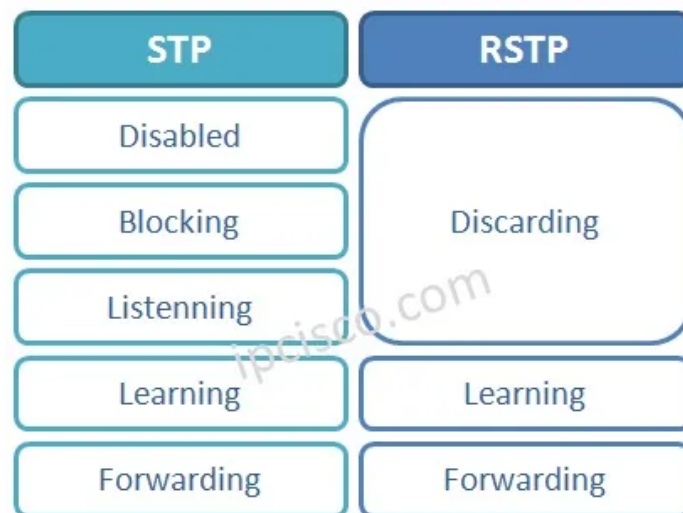 STP RSTP
Disabled
Blocking Discarding
Listenning
ipcisco.com
Learning Learning
Forwarding Forwarding